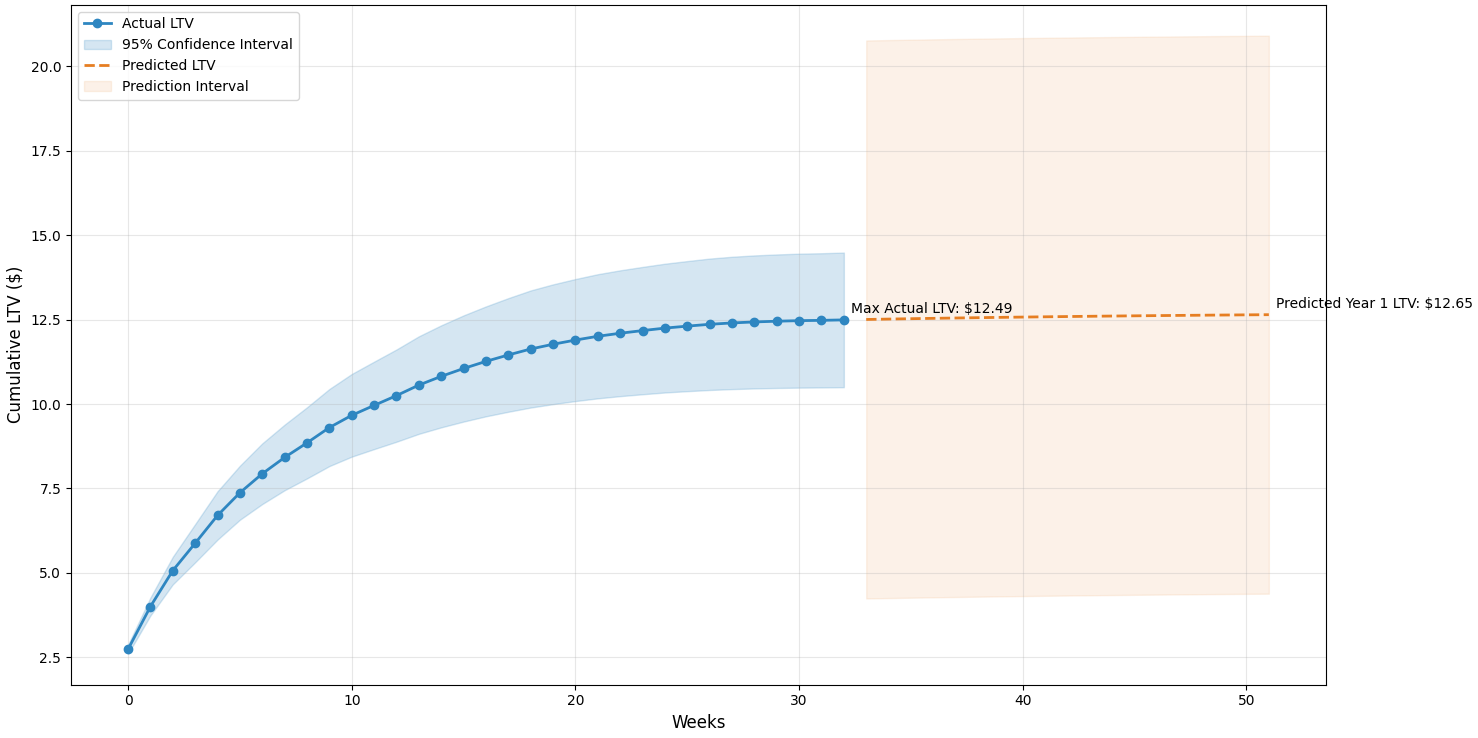 Actual LTV
95% Confidence Interval
Predicted LTV
Prediction Interval
20.0
17.5
15.0
12.5
10.0
7.5
5.0
2.5
Cumulative LTV ($)
Max Actual LTV: $12.49
Predicted Year 1 LTV: $12.65
0 10 20 30 40 50
Weeks